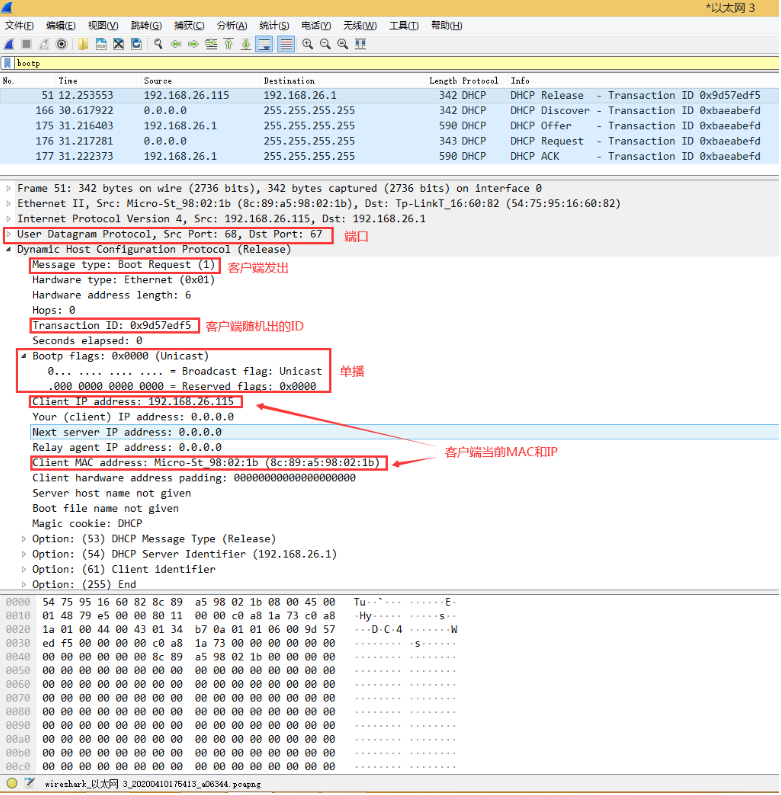 *以太网 3
文件(F) 编辑(E) 视图(V) 跳转(G) 捕获(C) 分析(A) 统计(S) 电话(Y) 无线(W) 工具(T) 帮助(H)
bootp
No. Time Source Destination Length Protocol Info
51 12.253553 192.168.26.115 192.168.26.1 342 DHCP DHCP Release - Transaction ID 0x9d57edf5
166 30.617922 0.0.0.0 255.255.255.255 342 DHCP DHCP Discover - Transaction ID 0xbaeabefd
175 31.216403 192.168.26.1 255.255.255.255 590 DHCP DHCP Offer - Transaction ID 0xbaeabefd
176 31.217281 0.0.0.0 255.255.255.255 343 DHCP DHCP Request - Transaction ID 0xbaeabefd
177 31.222373 192.168.26.1 255.255.255.255 590 DHCP DHCP ACK - Transaction ID 0xbaeabefd
Frame 51: 342 bytes on wire (2736 bits), 342 bytes captured (2736 bits) on interface 0
Ethernet II, Src: Micro-St_98:02:1b (8c:89:a5:98:02:1b), Dst: Tp-LinkT_16:60:82 (54:75:95:16:60:82)
Internet Protocol Version 4, Src: 192.168.26.115, Dst: 192.168.26.1
User Datagram Protocol, Src Port: 68, Dst Port: 67 端口
Dynamic Host Configuration Protocol (Release)
Message type: Boot Request (1) 客户端发出
Hardware type: Ethernet (0x01)
Hardware address length: 6
Hops: 0
Transaction ID: 0x9d57edf5 客户端随机出的ID
Seconds elapsed: 0
Bootp flags: 0x0000 (Unicast)
0... .... .... .... = Broadcast flag: Unicast 单播
.000 0000 0000 0000 = Reserved flags: 0x0000
Client IP address: 192.168.26.115
Your (client) IP address: 0.0.0.0
Next server IP address: 0.0.0.0
Relay agent IP address: 0.0.0.0 客户端当前MAC和IP
Client MAC address: Micro-St_98:02:1b (8c:89:a5:98:02:1b)
Client hardware address padding: 00000000000000000000
Server host name not given
Boot file name not given
Magic cookie: DHCP
Option: (53) DHCP Message Type (Release)
Option: (54) DHCP Server Identifier (192.168.26.1)
Option: (61) Client identifier
Option: (255) End
0000 54 75 95 16 60 82 8c 89 a5 98 02 1b 08 00 45 00 Tu··`··· ······E·
0010 01 48 79 e5 00 00 80 11 00 00 c0 a8 1a 73 c0 a8 ·Hy····· ·····s··
0020 1a 01 00 44 00 43 01 34 b7 0a 01 01 06 00 9d 57 ···D·C·4 ·······W
0030 ed f5 00 00 00 00 c0 a8 1a 73 00 00 00 00 00 00 ········ ·s······
0040 00 00 00 00 00 00 8c 89 a5 98 02 1b 00 00 00 00 ········ ········
0050 00 00 00 00 00 00 00 00 00 00 00 00 00 00 00 00 ········ ········
0060 00 00 00 00 00 00 00 00 00 00 00 00 00 00 00 00 ········ ········
0070 00 00 00 00 00 00 00 00 00 00 00 00 00 00 00 00 ········ ········
0080 00 00 00 00 00 00 00 00 00 00 00 00 00 00 00 00 ········ ········
0090 00 00 00 00 00 00 00 00 00 00 00 00 00 00 00 00 ········ ········
00a0 00 00 00 00 00 00 00 00 00 00 00 00 00 00 00 00 ········ ········
00b0 00 00 00 00 00 00 00 00 00 00 00 00 00 00 00 00 ········ ········
00c0 00 00 00 00 00 00 00 00 00 00 00 00 00 00 00 00 ········ ········
wireshark_以太网 3_20200410175413_a06344.pcapng